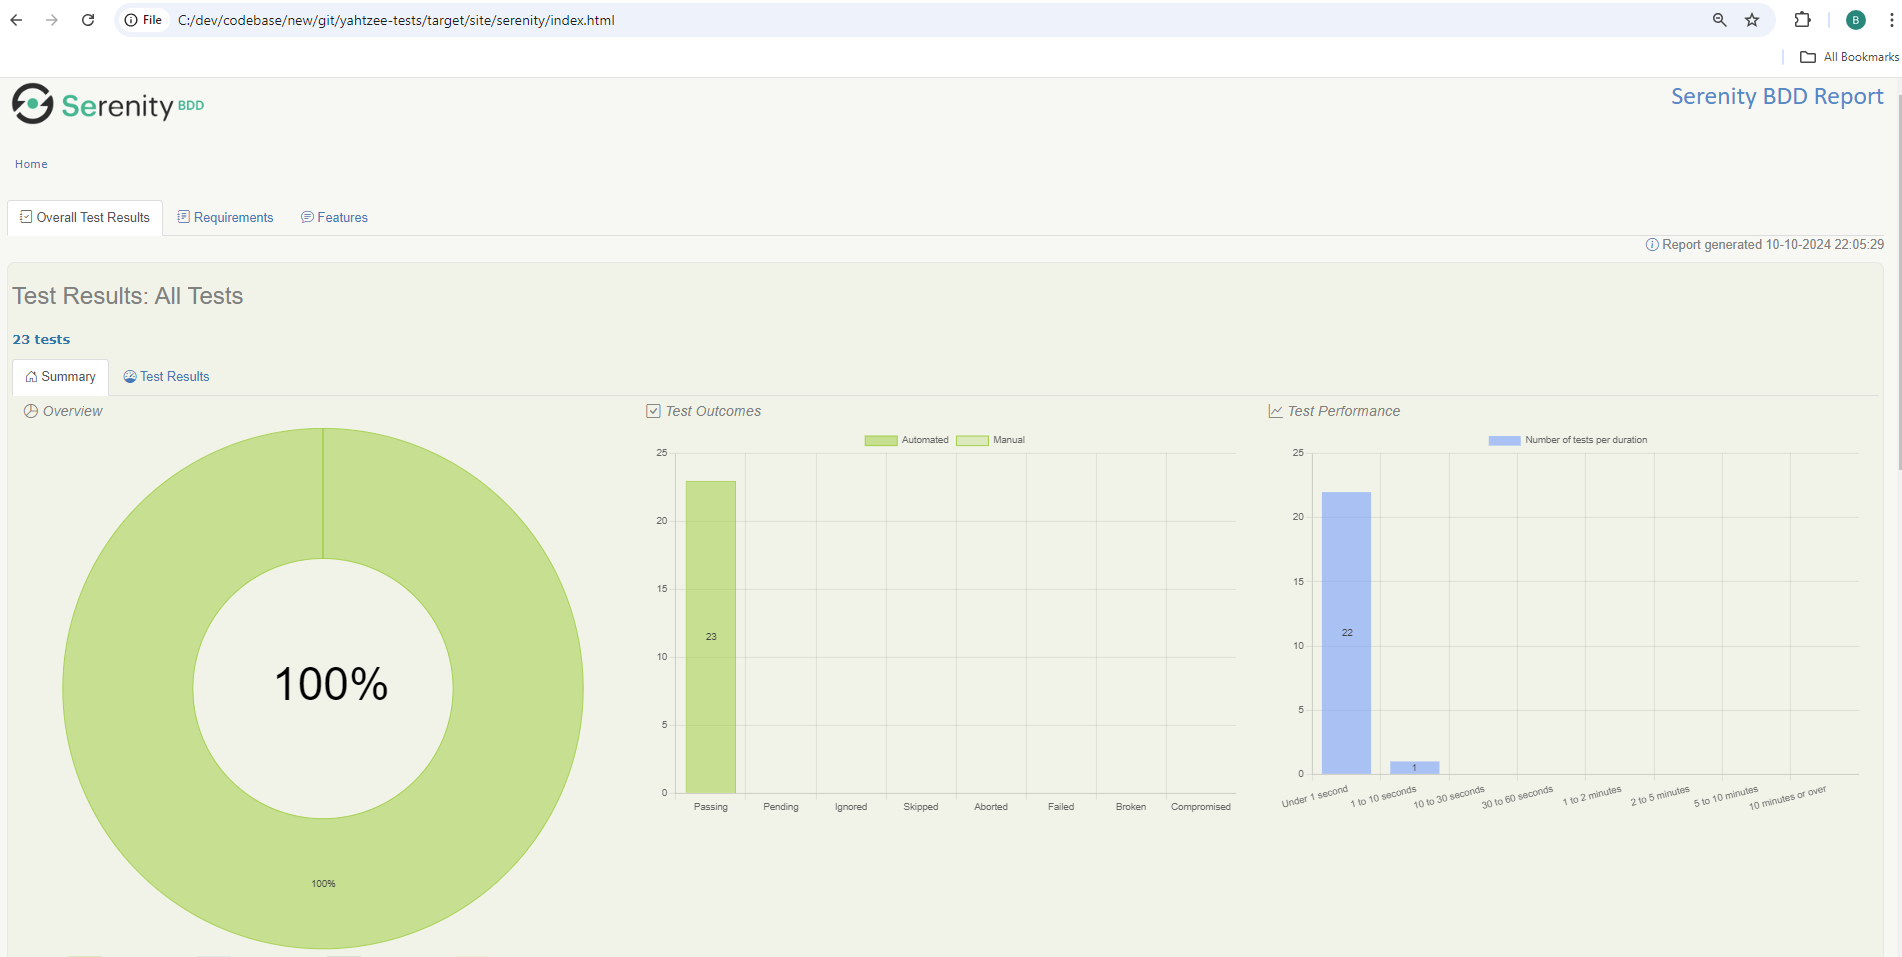 File C:/dev/codebase/new/git/yahtzee-tests/target/site/serenity/index.html B
All Bookmarks
Serenity BDD
Serenity BDD Report
Home
Overall Test Results Requirements Features
Report generated 10-10-2024 22:05:29
Test Results: All Tests
23 tests
Summary Test Results
Overview
100%
100%
Test Outcomes
Automated Manual
25
20
15
10
5
0
23
Passing Pending Ignored Skipped Aborted Failed Broken Compromised
Test Performance
Number of tests per duration
25
20
15
10
5
0
22
1
Under 1 second 1 to 10 seconds 10 to 30 seconds 30 to 60 seconds 1 to 2 minutes 2 to 5 minutes 5 to 10 minutes 10 minutes or over